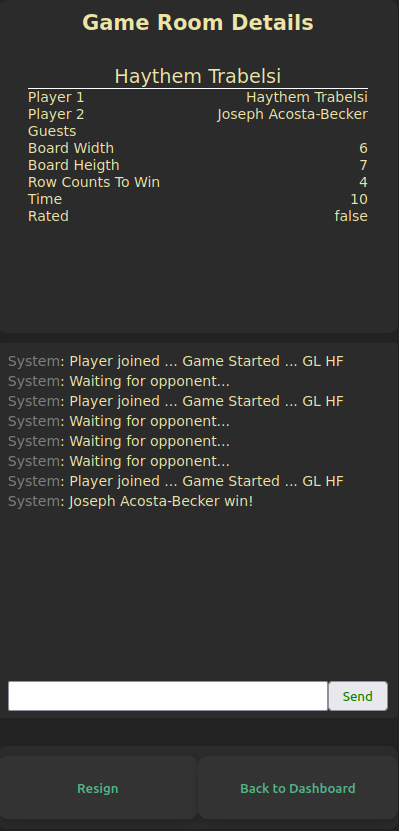 Game Room Details
Haythem Trabelsi
Player 1 Haythem Trabelsi
Player 2 Joseph Acosta-Becker
Guests
Board Width 6
Board Heigth 7
Row Counts To Win 4
Time 10
Rated false
System: Player joined ... Game Started ... GL HF
System: Waiting for opponent...
System: Player joined ... Game Started ... GL HF
System: Waiting for opponent...
System: Waiting for opponent...
System: Waiting for opponent...
System: Player joined ... Game Started ... GL HF
System: Joseph Acosta-Becker win!
Send
Resign Back to Dashboard